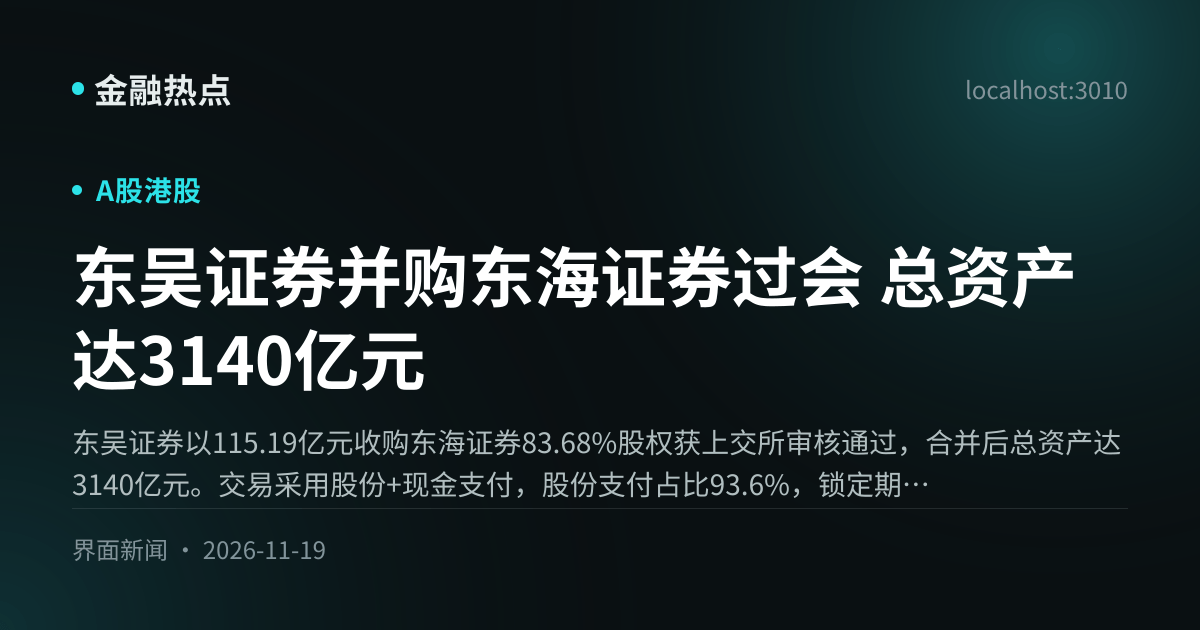 金融热点
localhost:3010
A股港股
东吴证券并购东海证券过会 总资产
达3140亿元
东吴证券以115.19亿元收购东海证券83.68%股权获上交所审核通过，合并后总资产达
3140亿元。交易采用股份+现金支付，股份支付占比93.6%，锁定期…
界面新闻 · 2026-11-19